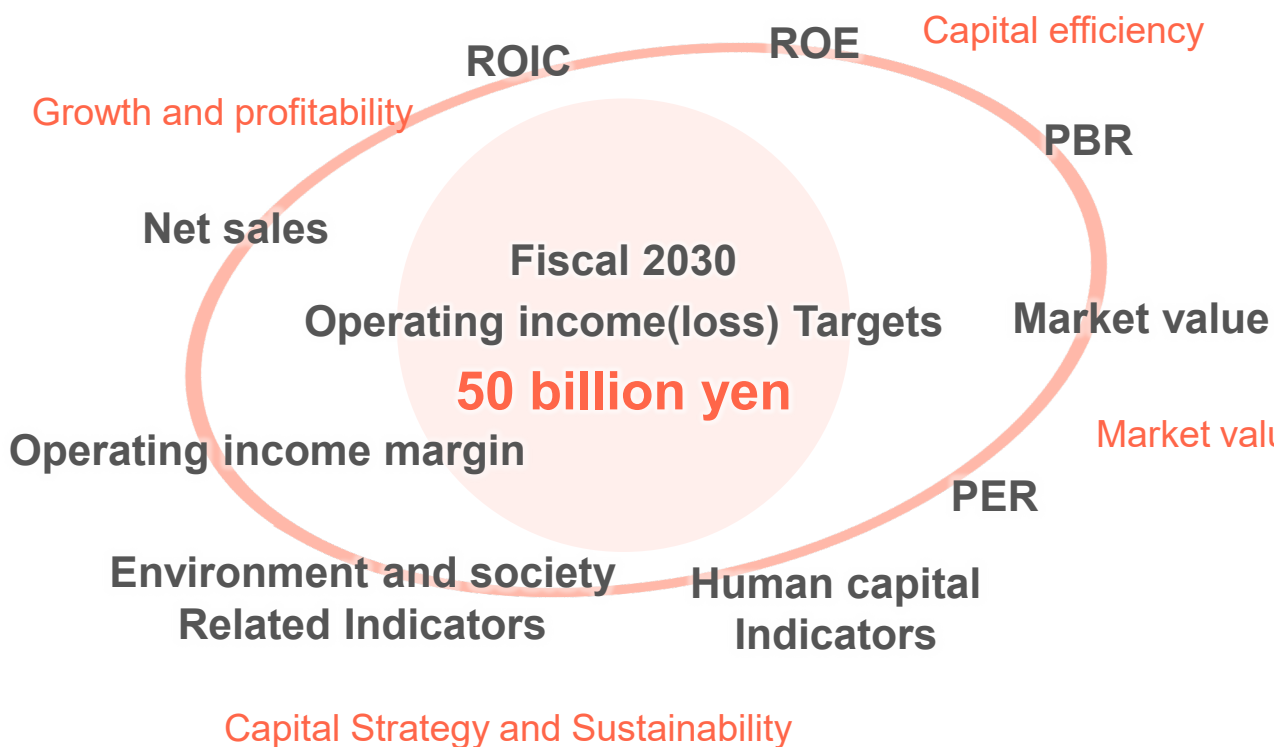 Capital efficiency
ROIC
ROE
Growth and profitability
PBR
Net sales
Fiscal 2030
Operating income(loss) Targets
50 billion yen
Market value
Operating income margin
Market
PER
Environment and society
Related Indicators
Human capital
Indicators
Capital Strategy and Sustainability